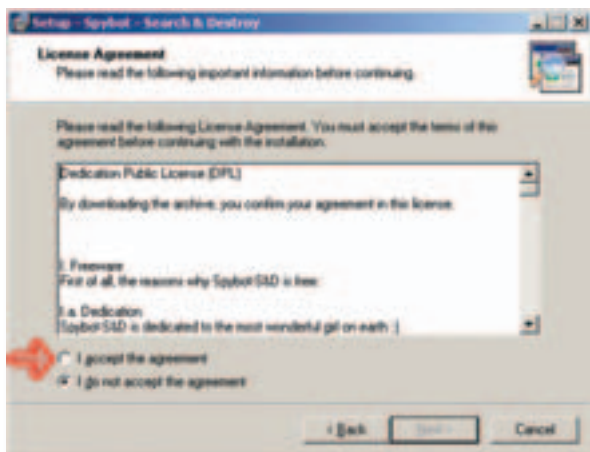 Setup - Spybot - Search & Destroy
License Agreement
Please read the following important information before continuing.
Please read the following License Agreement. You must accept the terms of this
agreement before continuing with the installation.
Dedication Public License (DPL)
By downloading the archive, you confirm your agreement in this license.
I. Freeware
First of all, the reasons why Spybot-S&D is free:
I.a. Dedication
Spybot-S&D is dedicated to the most wonderful girl on earth :)
I accept the agreement
I do not accept the agreement
< Back
Next >
Cancel